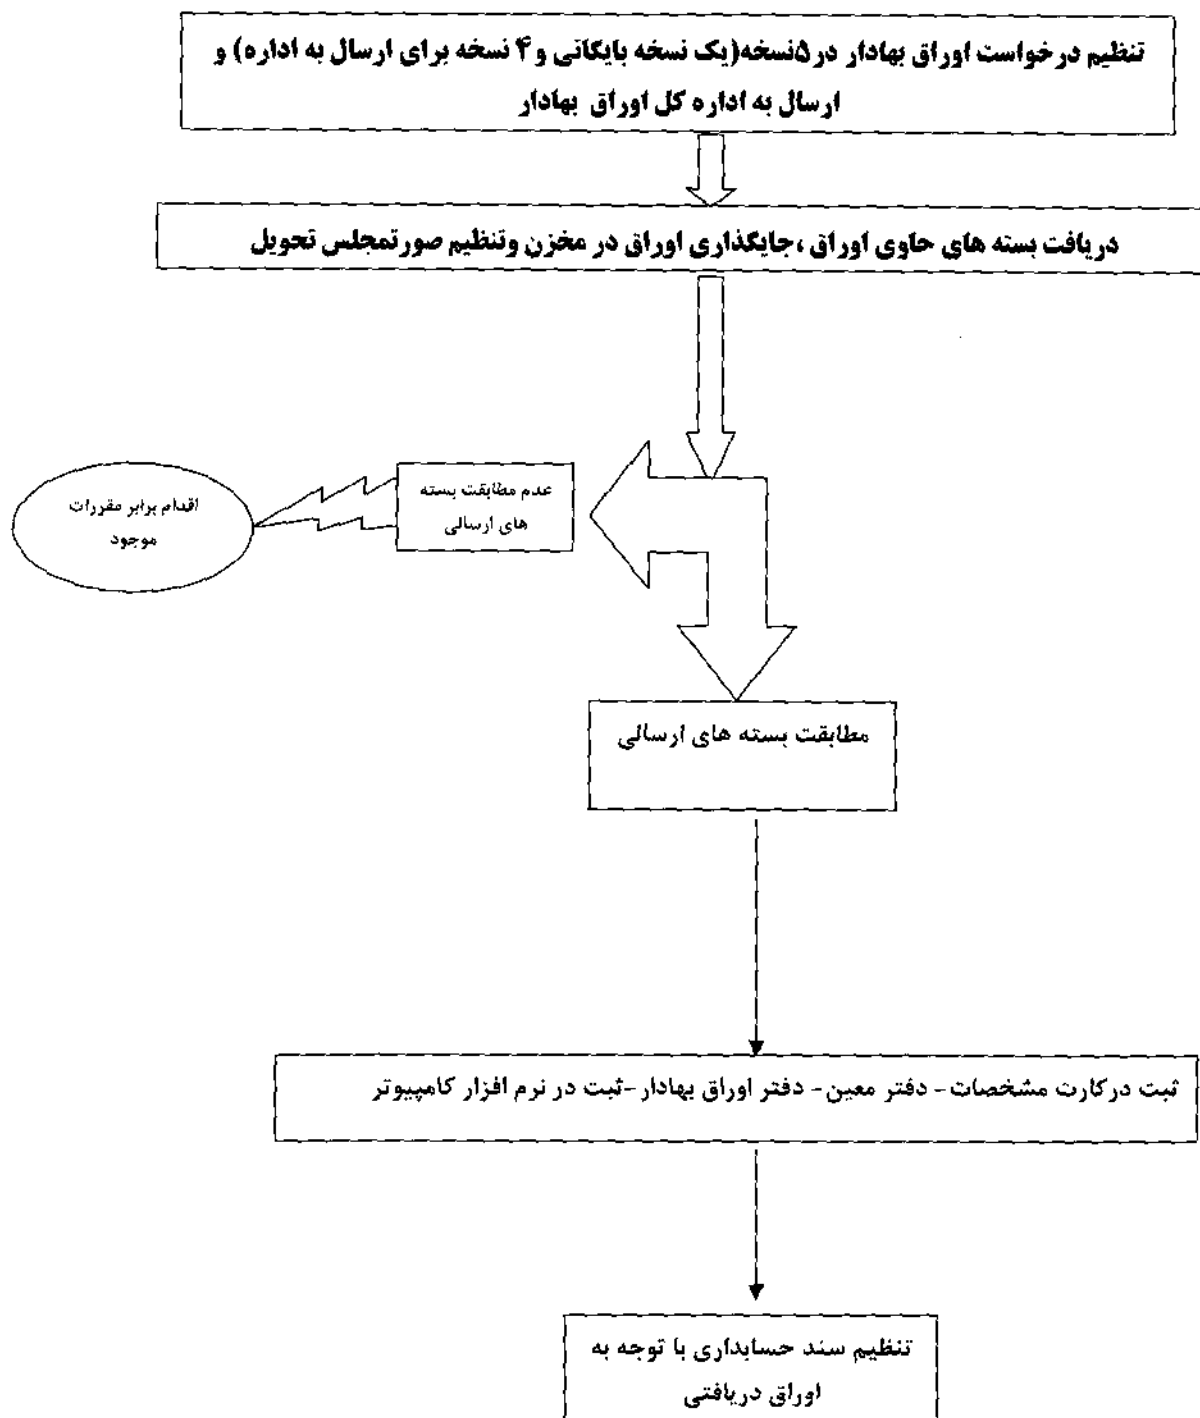 تنظیم درخواست اوراق بهادار در۵نسخه(یک نسخه بایگانی و۴ نسخه برای ارسال به اداره) و
ارسال به اداره کل اوراق بهادار
دریافت بسته های حاوی اوراق ،جایگذاری اوراق در مخزن وتنظیم صورتمجلس تحویل
عدم مطابقت بسته
های ارسالی
اقدام برابر مقررات
موجود
مطابقت بسته های ارسالی
ثبت درکارت مشخصات- دفتر معین- دفتر اوراق بهادار-ثبت در نرم افزار کامپیوتر
تنظیم سند حسابداری با توجه به
اوراق دریافتی